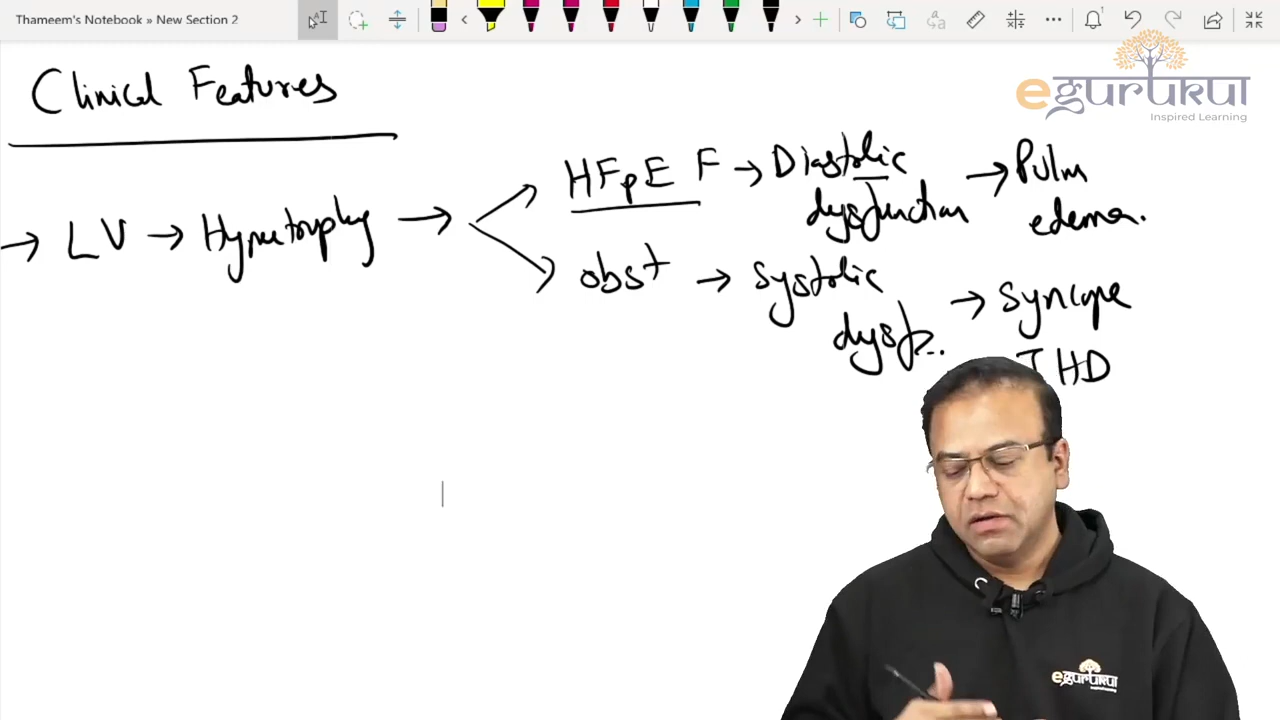 Thameem's Notebook » New Section 2
egurukul
Inspired Learning
Clinical Features
→ LV → Hypertrophy →
HFpEF → Diastolic dysfunction → Pulm edema.
obst → systolic dysf... → syncope
IHD
egurukul